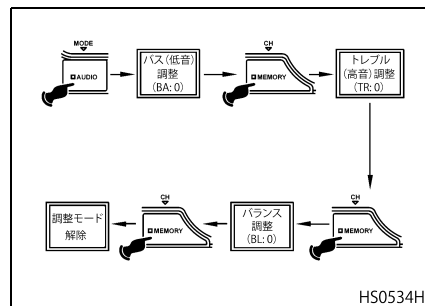 MODE
AUDIO
バス(低音)
調整
(BA: 0)
CH
MEMORY
トレブル
(高音)調整
(TR: 0)
CH
MEMORY
バランス
調整
(BL: 0)
CH
MEMORY
調整モード
解除
HS0534H